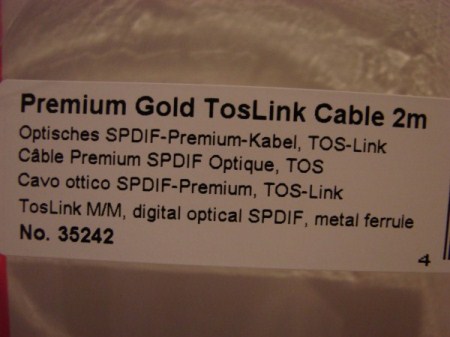 Premium Gold TosLink Cable 2m
Optisches SPDIF-Premium-Kabel, TOS-Link
Câble Premium SPDIF Optique, TOS
Cavo ottico SPDIF-Premium, TOS-Link
TosLink M/M, digital optical SPDIF, metal ferrule
No. 35242
4